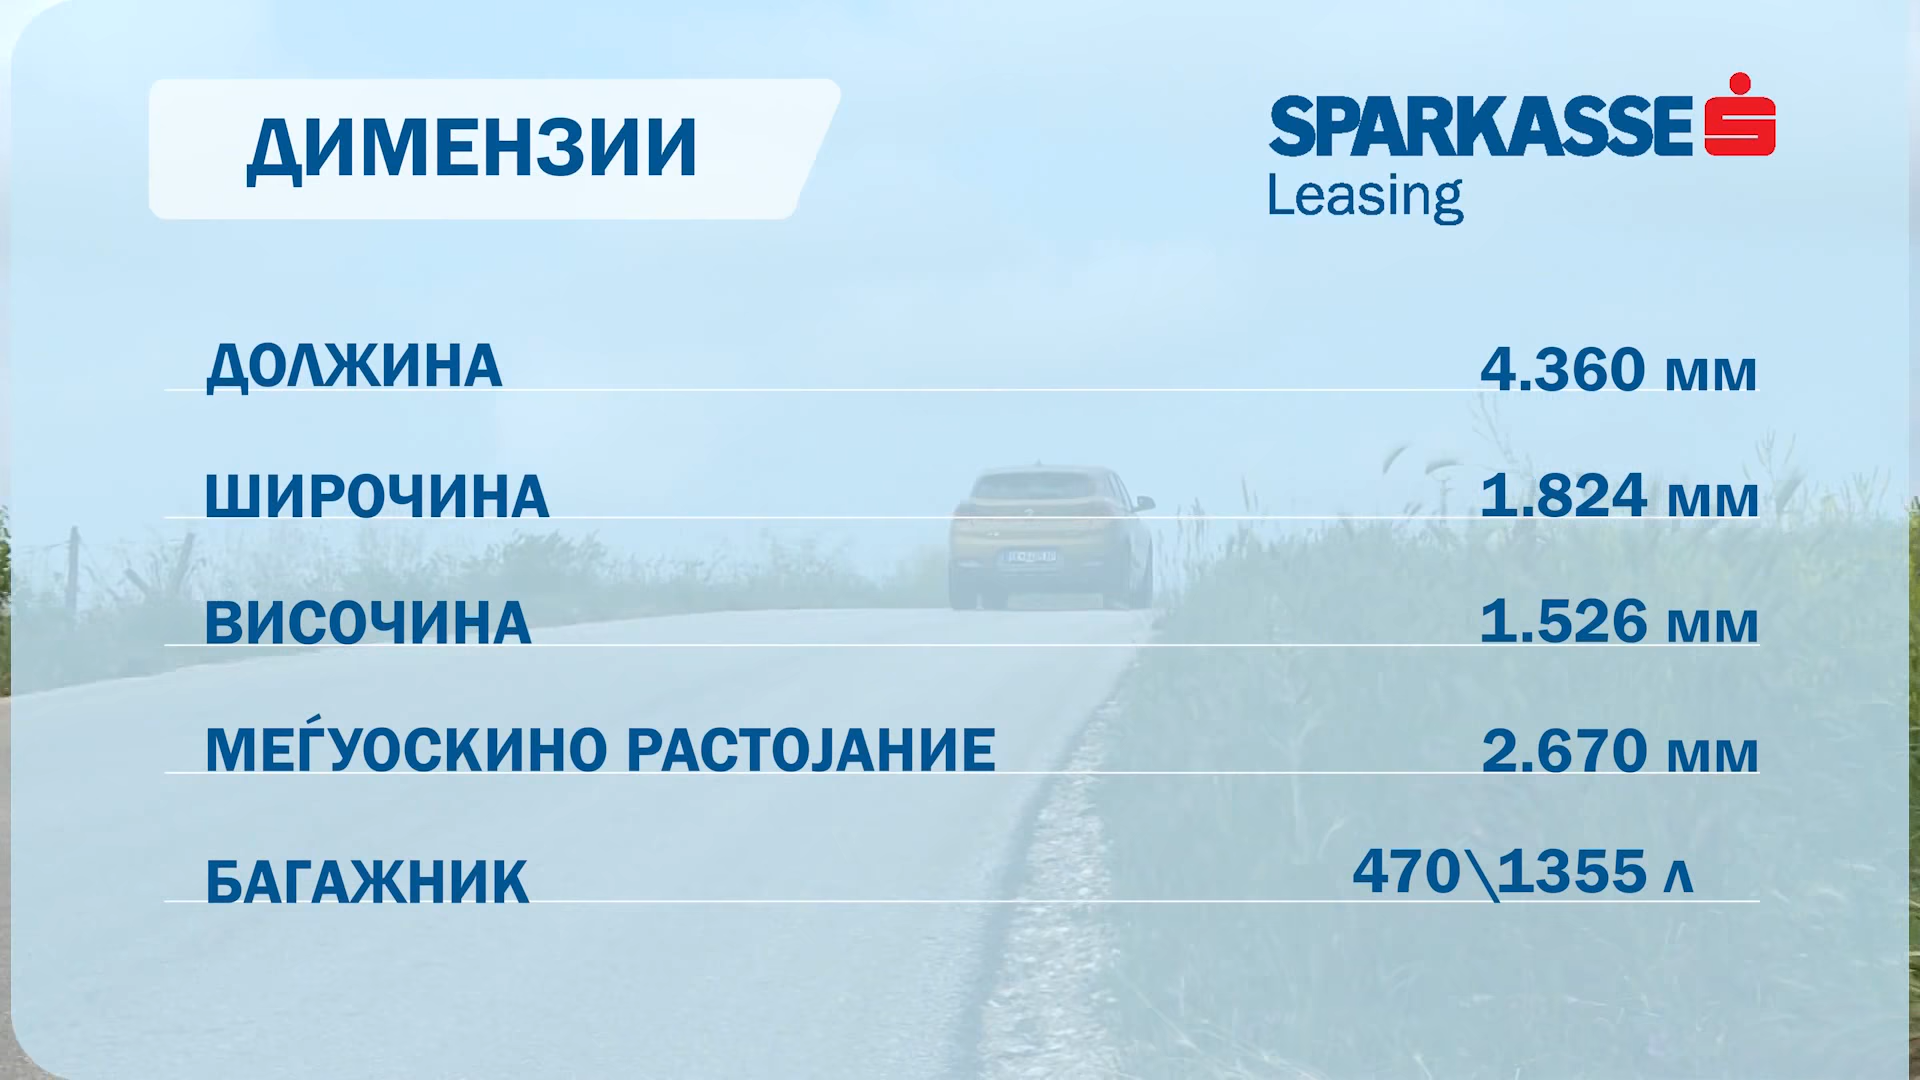 ДИМЕНЗИИ
SPARKASSE
Leasing
ДОЛЖИНА 4.360 мм
ШИРОЧИНА 1.824 мм
ВИСОЧИНА 1.526 мм
МЕЃУОСКИНО РАСТОЈАНИЕ 2.670 мм
БАГАЖНИК 470\1355 л